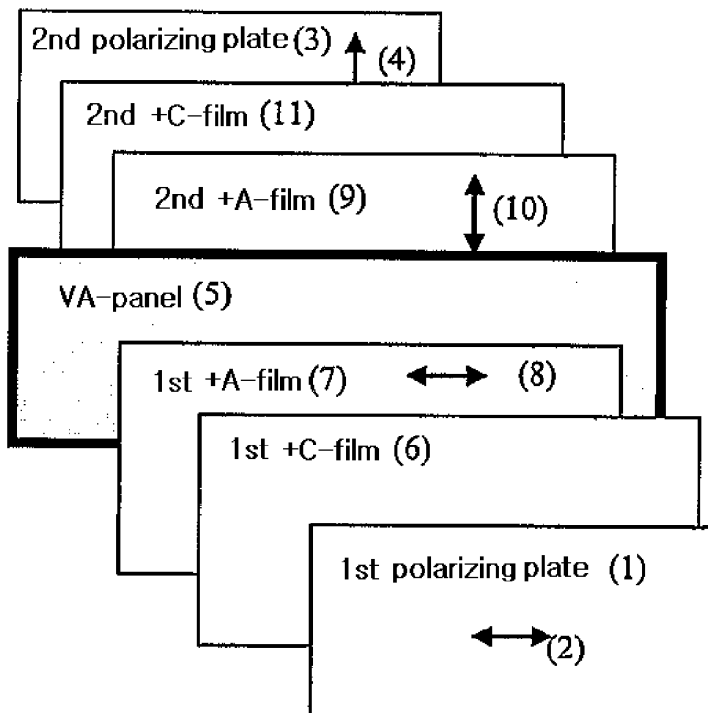 2nd polarizing plate (3)
(4)
2nd +C-film (11)
2nd +A-film (9)
(10)
VA-panel (5)
1st +A-film (7)
(8)
1st +C-film (6)
1st polarizing plate (1)
(2)